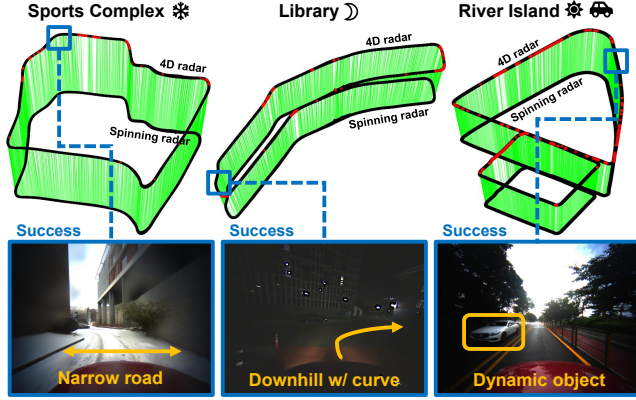 Sports Complex
Library
River Island
4D radar
Spinning radar
4D radar
Spinning radar
4D radar
Spinning radar
Success
Success
Success
Narrow road
Downhill w/ curve
Dynamic object